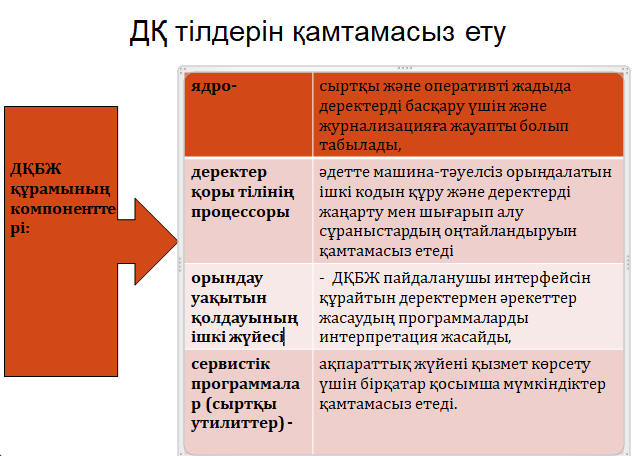 ДҚ тілдерін қамтамасыз ету
ДҚБЖ
құрамының
компонентте
рі:
ядро-
сыртқы және оперативті жадыда
деректерді басқару үшін және
журнализацияға жауапты болып
табылады,
деректер
қоры тілінің
процессоры
әдетте машина-тәуелсіз орындалатын
ішкі кодын құру және деректерді
жаңарту мен шығарып алу
сұраныстардың оңтайландыруын
қамтамасыз етеді
орындау
уақытын
қолдауының
ішкі жүйесі
- ДҚБЖ пайдаланушы интерфейсін
құрайтын деректермен әрекеттер
жасаудың программаларды
интерпретация жасайды,
сервистік
программала
р (сыртқы
утилиттер) -
ақпараттық жүйені қызмет көрсету
үшін бірқатар қосымша мүмкіндіктер
қамтамасыз етеді.